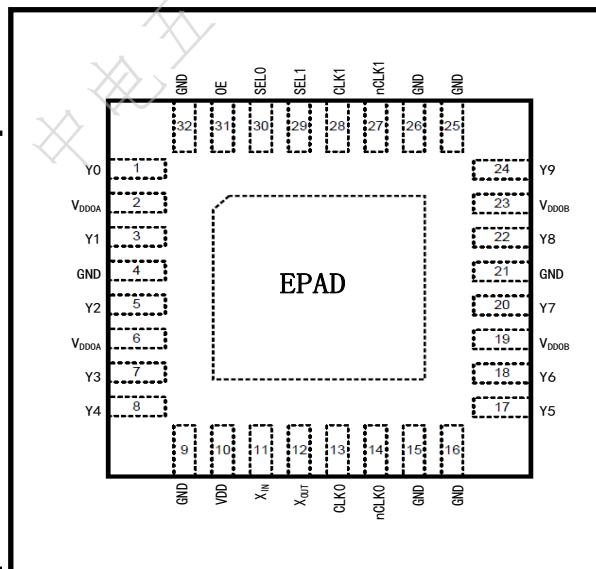 中电五
GND OE SEL0 SEL1 CLK1 nCLK1 GND GND
32 31 30 29 28 27 26 25
Y0 1 24 Y9
VDDOA 2 23 VDDOB
Y1 3 22 Y8
GND 4 21 GND
EPAD
Y2 5 20 Y7
VDDOA 6 19 VDDOB
Y3 7 18 Y6
Y4 8 17 Y5
9 10 11 12 13 14 15 16
GND VDD XIN XOUT CLK0 nCLK0 GND GND